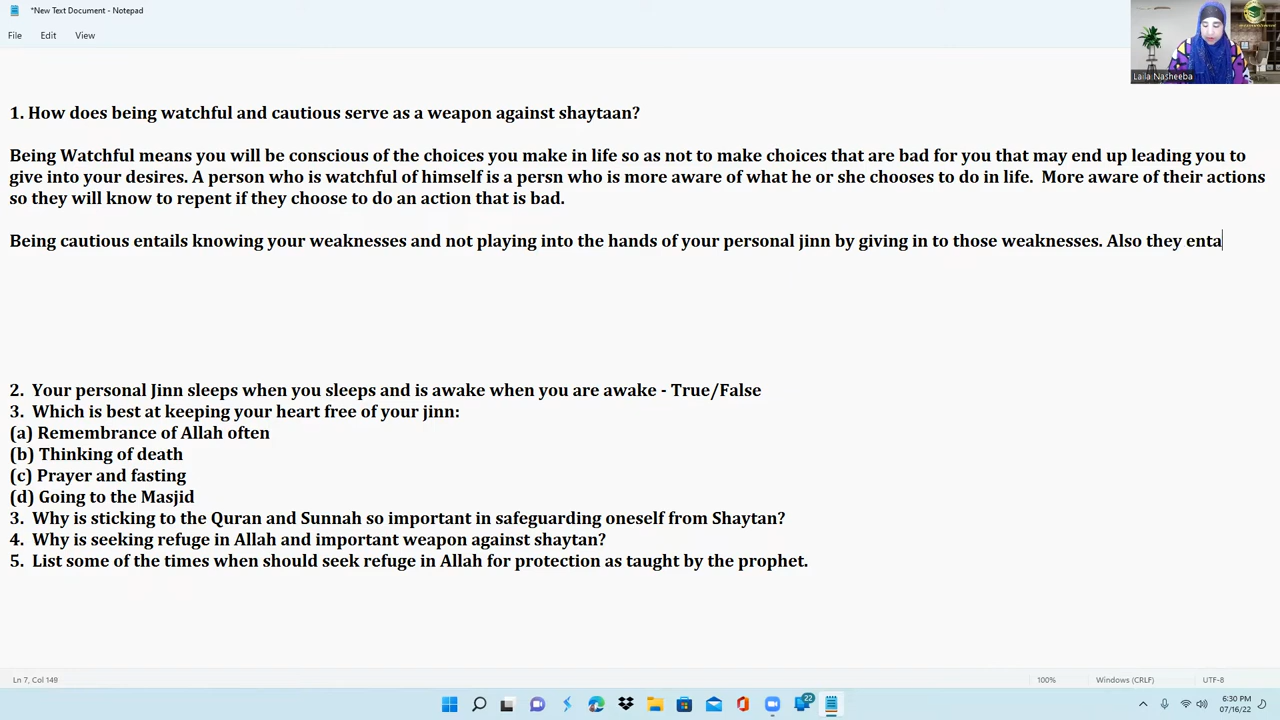 *New Text Document - Notepad
File Edit View
Laila Nasheeba
1. How does being watchful and cautious serve as a weapon against shaytaan?
Being Watchful means you will be conscious of the choices you make in life so as not to make choices that are bad for you that may end up leading you to
give into your desires. A person who is watchful of himself is a persn who is more aware of what he or she chooses to do in life.  More aware of their actions
so they will know to repent if they choose to do an action that is bad.
Being cautious entails knowing your weaknesses and not playing into the hands of your personal jinn by giving in to those weaknesses. Also they enta
2.  Your personal Jinn sleeps when you sleeps and is awake when you are awake - True/False
3.  Which is best at keeping your heart free of your jinn:
(a) Remembrance of Allah often
(b) Thinking of death
(c) Prayer and fasting
(d) Going to the Masjid
3.  Why is sticking to the Quran and Sunnah so important in safeguarding oneself from Shaytan?
4.  Why is seeking refuge in Allah and important weapon against shaytan?
5.  List some of the times when should seek refuge in Allah for protection as taught by the prophet.
Ln 7, Col 149 100% Windows (CRLF) UTF-8
22
6:30 PM
07/16/22